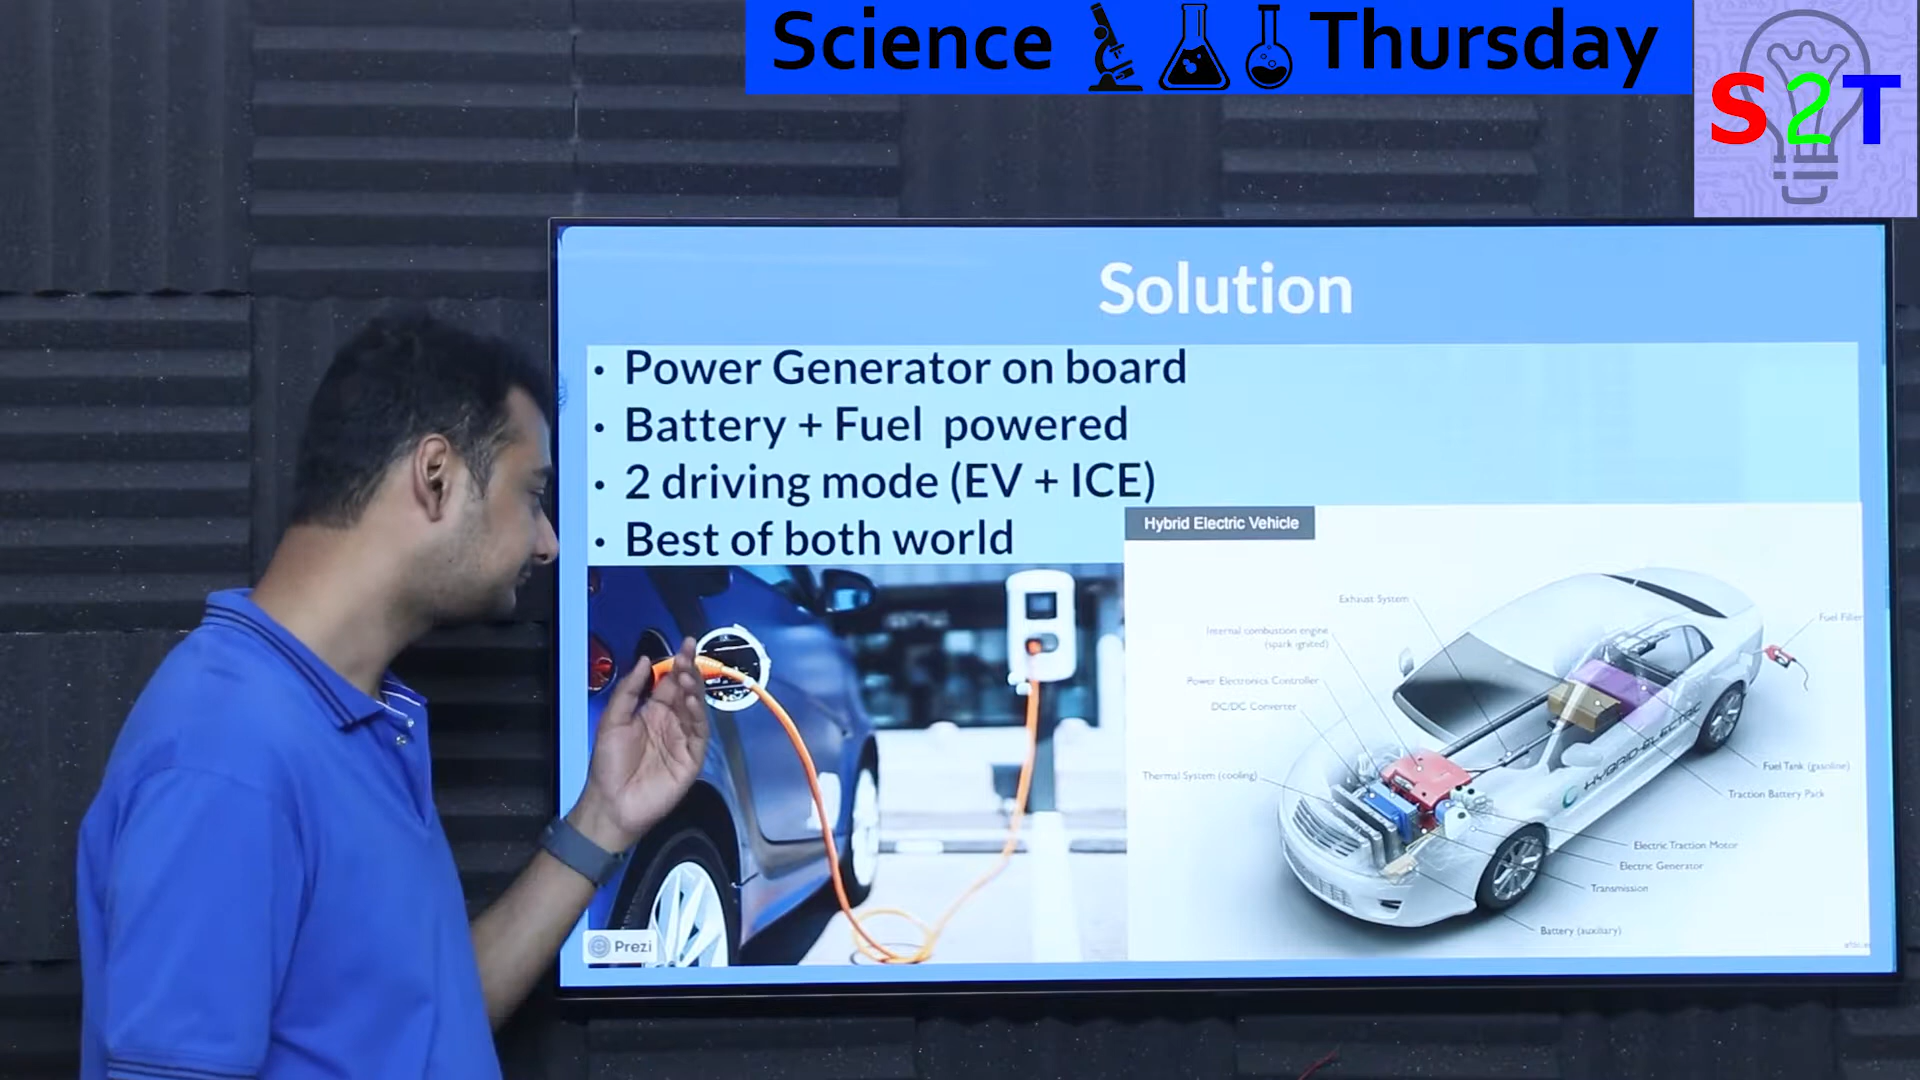 Science Thursday
S2T
Solution
• Power Generator on board
• Battery + Fuel powered
• 2 driving mode (EV + ICE)
• Best of both world
Hybrid Electric Vehicle
Exhaust System
Fuel Filler
Internal combustion engine
(spark ignited)
Power Electronics Controller
DC/DC Converter
HYBRID-ELECTRIC
Thermal System (cooling)
Fuel Tank (gasoline)
Traction Battery Pack
Electric Traction Motor
Electric Generator
Transmission
Battery (auxiliary)
Prezi